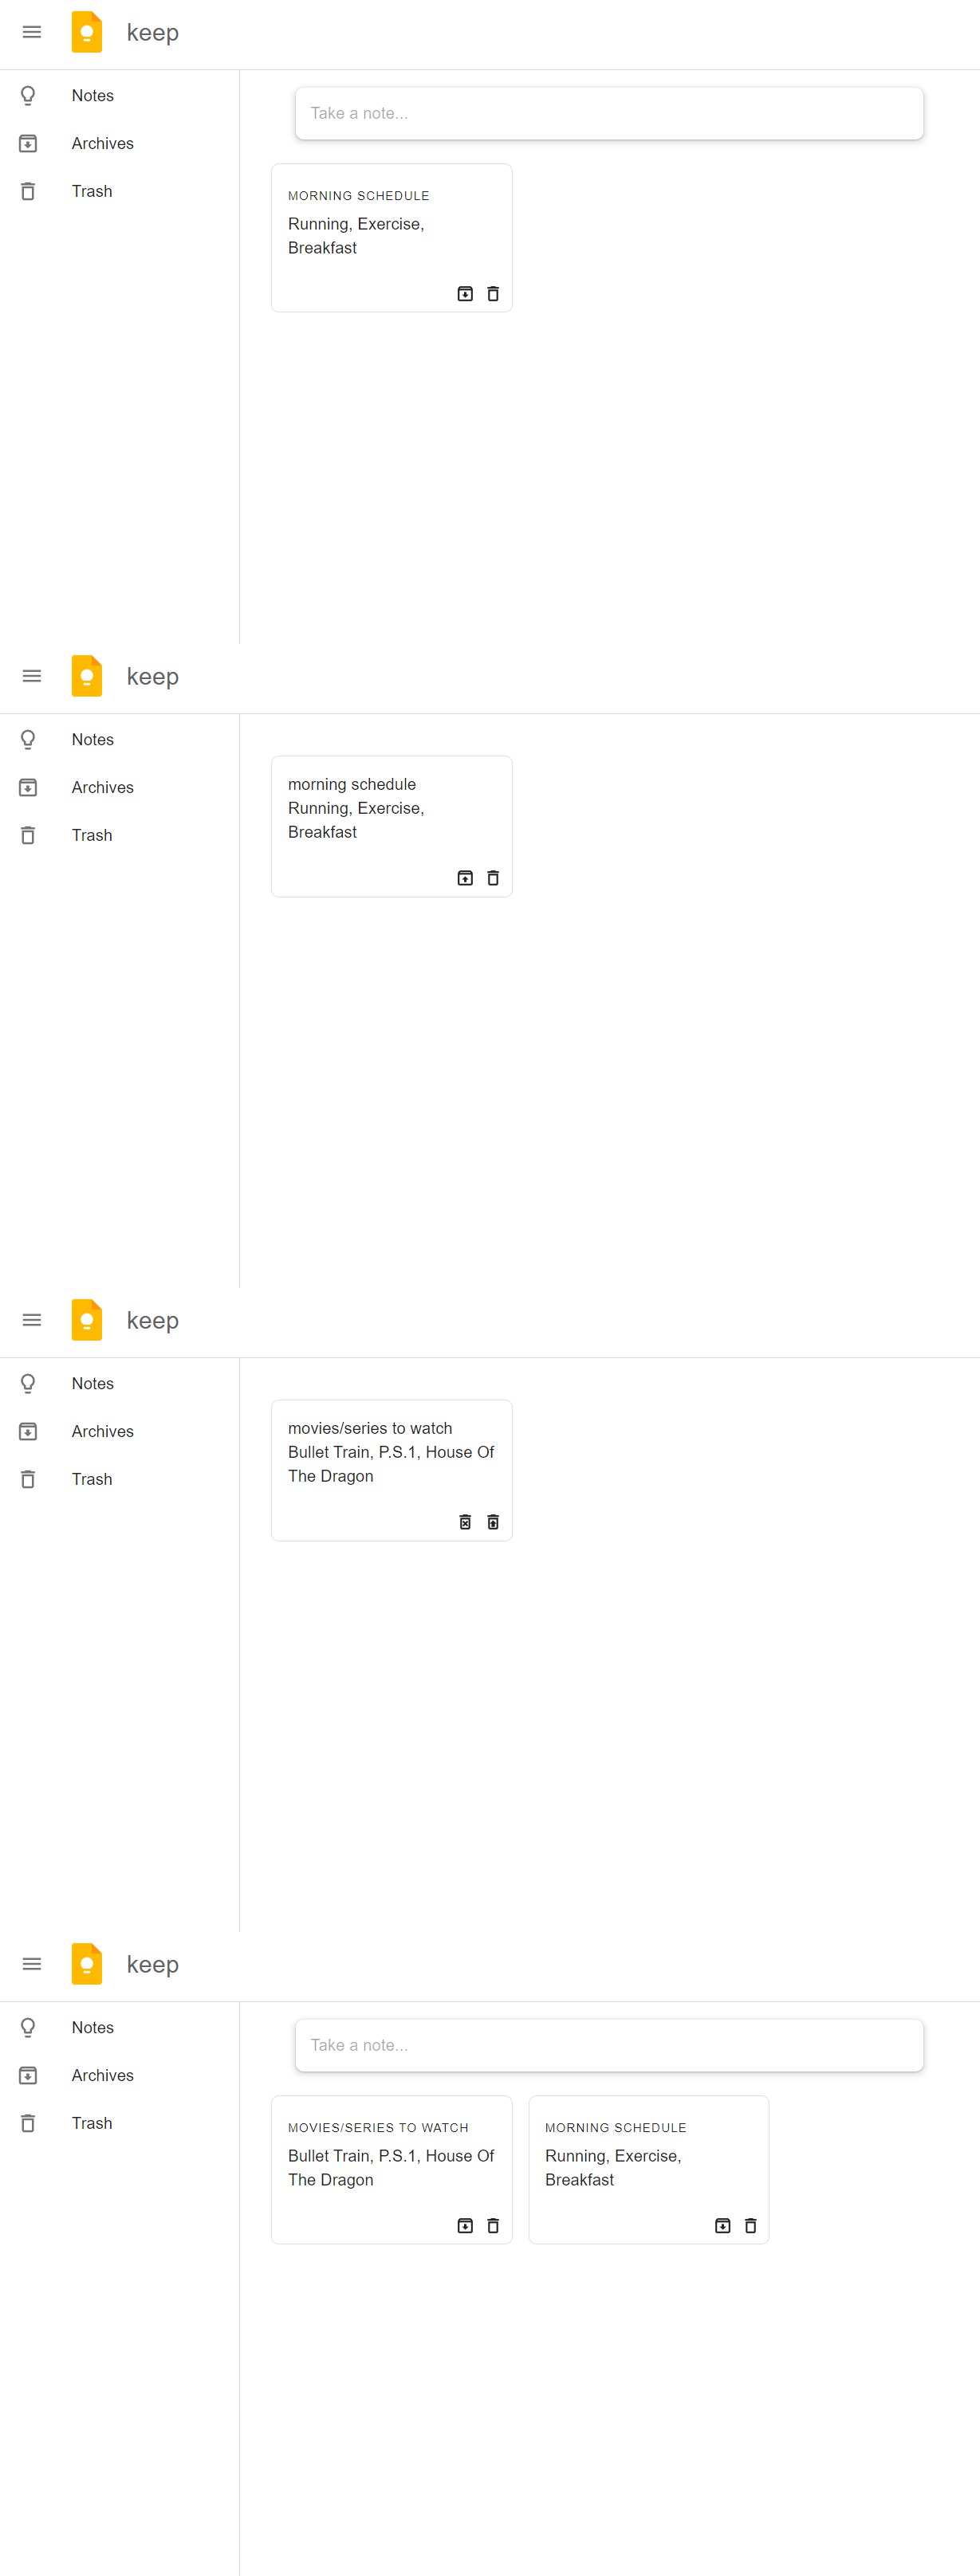 keep
Notes
Archives
Trash
Take a note...
MORNING SCHEDULE
Running, Exercise,
Breakfast
keep
Notes
Archives
Trash
morning schedule
Running, Exercise,
Breakfast
keep
Notes
Archives
Trash
movies/series to watch
Bullet Train, P.S.1, House Of
The Dragon
keep
Notes
Archives
Trash
Take a note...
MOVIES/SERIES TO WATCH
Bullet Train, P.S.1, House Of
The Dragon
MORNING SCHEDULE
Running, Exercise,
Breakfast